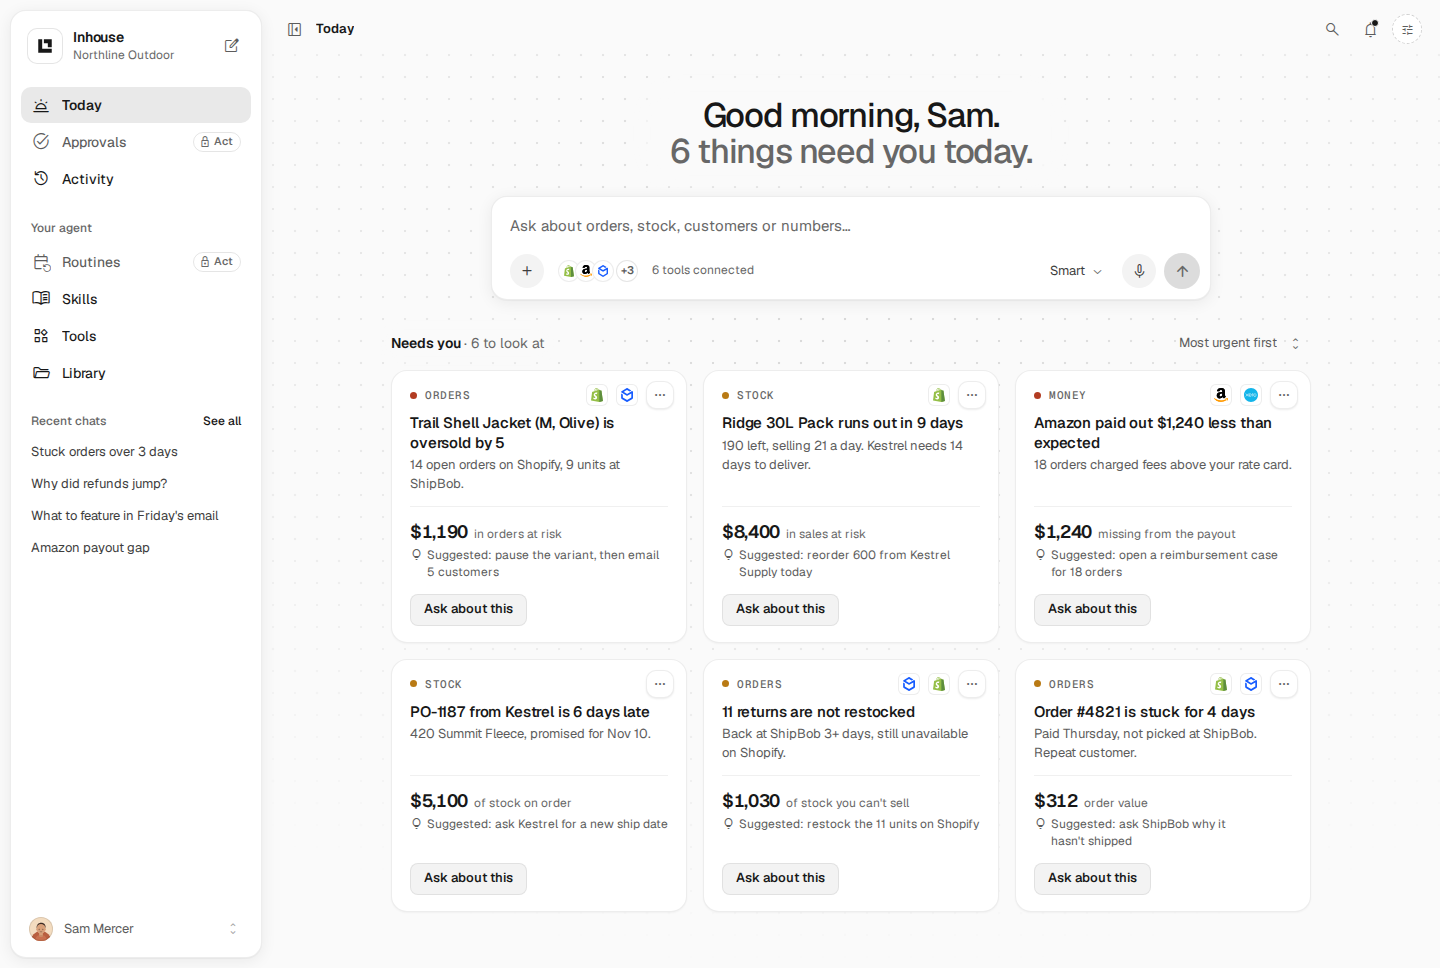 Inhouse
Northline Outdoor
Today
Approvals
Act
Activity
Your agent
Routines
Act
Skills
Tools
Library
Recent chats
See all
Stuck orders over 3 days
Why did refunds jump?
What to feature in Friday's email
Amazon payout gap
Sam Mercer
Today
Good morning, Sam.
6 things need you today.
Ask about orders, stock, customers or numbers...
+3
6 tools connected
Smart
Needs you · 6 to look at
Most urgent first
ORDERS
Trail Shell Jacket (M, Olive) is
oversold by 5
14 open orders on Shopify, 9 units at
ShipBob.
$1,190 in orders at risk
Suggested: pause the variant, then email
5 customers
Ask about this
STOCK
Ridge 30L Pack runs out in 9 days
190 left, selling 21 a day. Kestrel needs 14
days to deliver.
$8,400 in sales at risk
Suggested: reorder 600 from Kestrel
Supply today
Ask about this
MONEY
Amazon paid out $1,240 less than
expected
18 orders charged fees above your rate card.
$1,240 missing from the payout
Suggested: open a reimbursement case
for 18 orders
Ask about this
STOCK
PO-1187 from Kestrel is 6 days late
420 Summit Fleece, promised for Nov 10.
$5,100 of stock on order
Suggested: ask Kestrel for a new ship date
Ask about this
ORDERS
11 returns are not restocked
Back at ShipBob 3+ days, still unavailable
on Shopify.
$1,030 of stock you can't sell
Suggested: restock the 11 units on Shopify
Ask about this
ORDERS
Order #4821 is stuck for 4 days
Paid Thursday, not picked at ShipBob.
Repeat customer.
$312 order value
Suggested: ask ShipBob why it
hasn't shipped
Ask about this